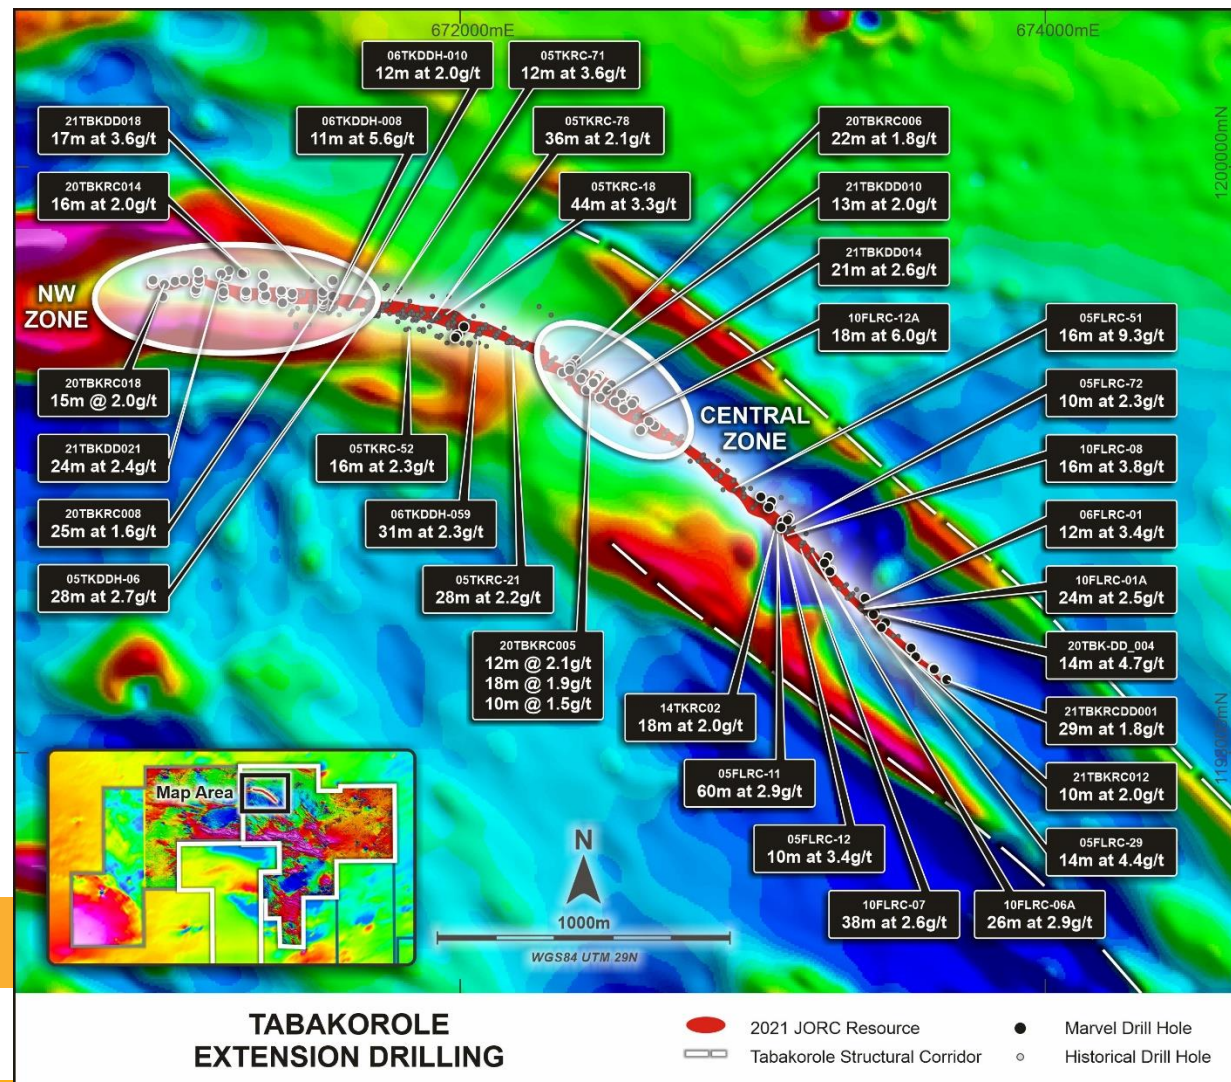 672000mE
674000mE
1200000mN
06TKDDH-010
12m at 2.0g/t
05TKRC-71
12m at 3.6g/t
21TBKDD018
17m at 3.6g/t
06TKDDH-008
11m at 5.6g/t
05TKRC-78
36m at 2.1g/t
20TBKRC006
22m at 1.8g/t
20TBKRC014
16m at 2.0g/t
05TKRC-18
44m at 3.3g/t
21TBKDD010
13m at 2.0g/t
21TBKDD014
21m at 2.6g/t
10FLRC-12A
18m at 6.0g/t
NW
ZONE
CENTRAL
ZONE
05FLRC-51
16m at 9.3g/t
20TBKRC018
15m @ 2.0g/t
05FLRC-72
10m at 2.3g/t
21TBKDD021
24m at 2.4g/t
05TKRC-52
16m at 2.3g/t
10FLRC-08
16m at 3.8g/t
20TBKRC008
25m at 1.6g/t
06TKDDH-059
31m at 2.3g/t
06FLRC-01
12m at 3.4g/t
05TKDDH-06
28m at 2.7g/t
05TKRC-21
28m at 2.2g/t
10FLRC-01A
24m at 2.5g/t
20TBKRC005
12m @ 2.1g/t
18m @ 1.9g/t
10m @ 1.5g/t
20TBK-DD_004
14m at 4.7g/t
14TKRC02
18m at 2.0g/t
21TBKRCDD001
29m at 1.8g/t
05FLRC-11
60m at 2.9g/t
21TBKRC012
10m at 2.0g/t
05FLRC-12
10m at 3.4g/t
05FLRC-29
14m at 4.4g/t
10FLRC-07
38m at 2.6g/t
10FLRC-06A
26m at 2.9g/t
Map Area
N
1000m
WGS84 UTM 29N
TABAKOROLE
EXTENSION DRILLING
2021 JORC Resource
Tabakorole Structural Corridor
Marvel Drill Hole
Historical Drill Hole